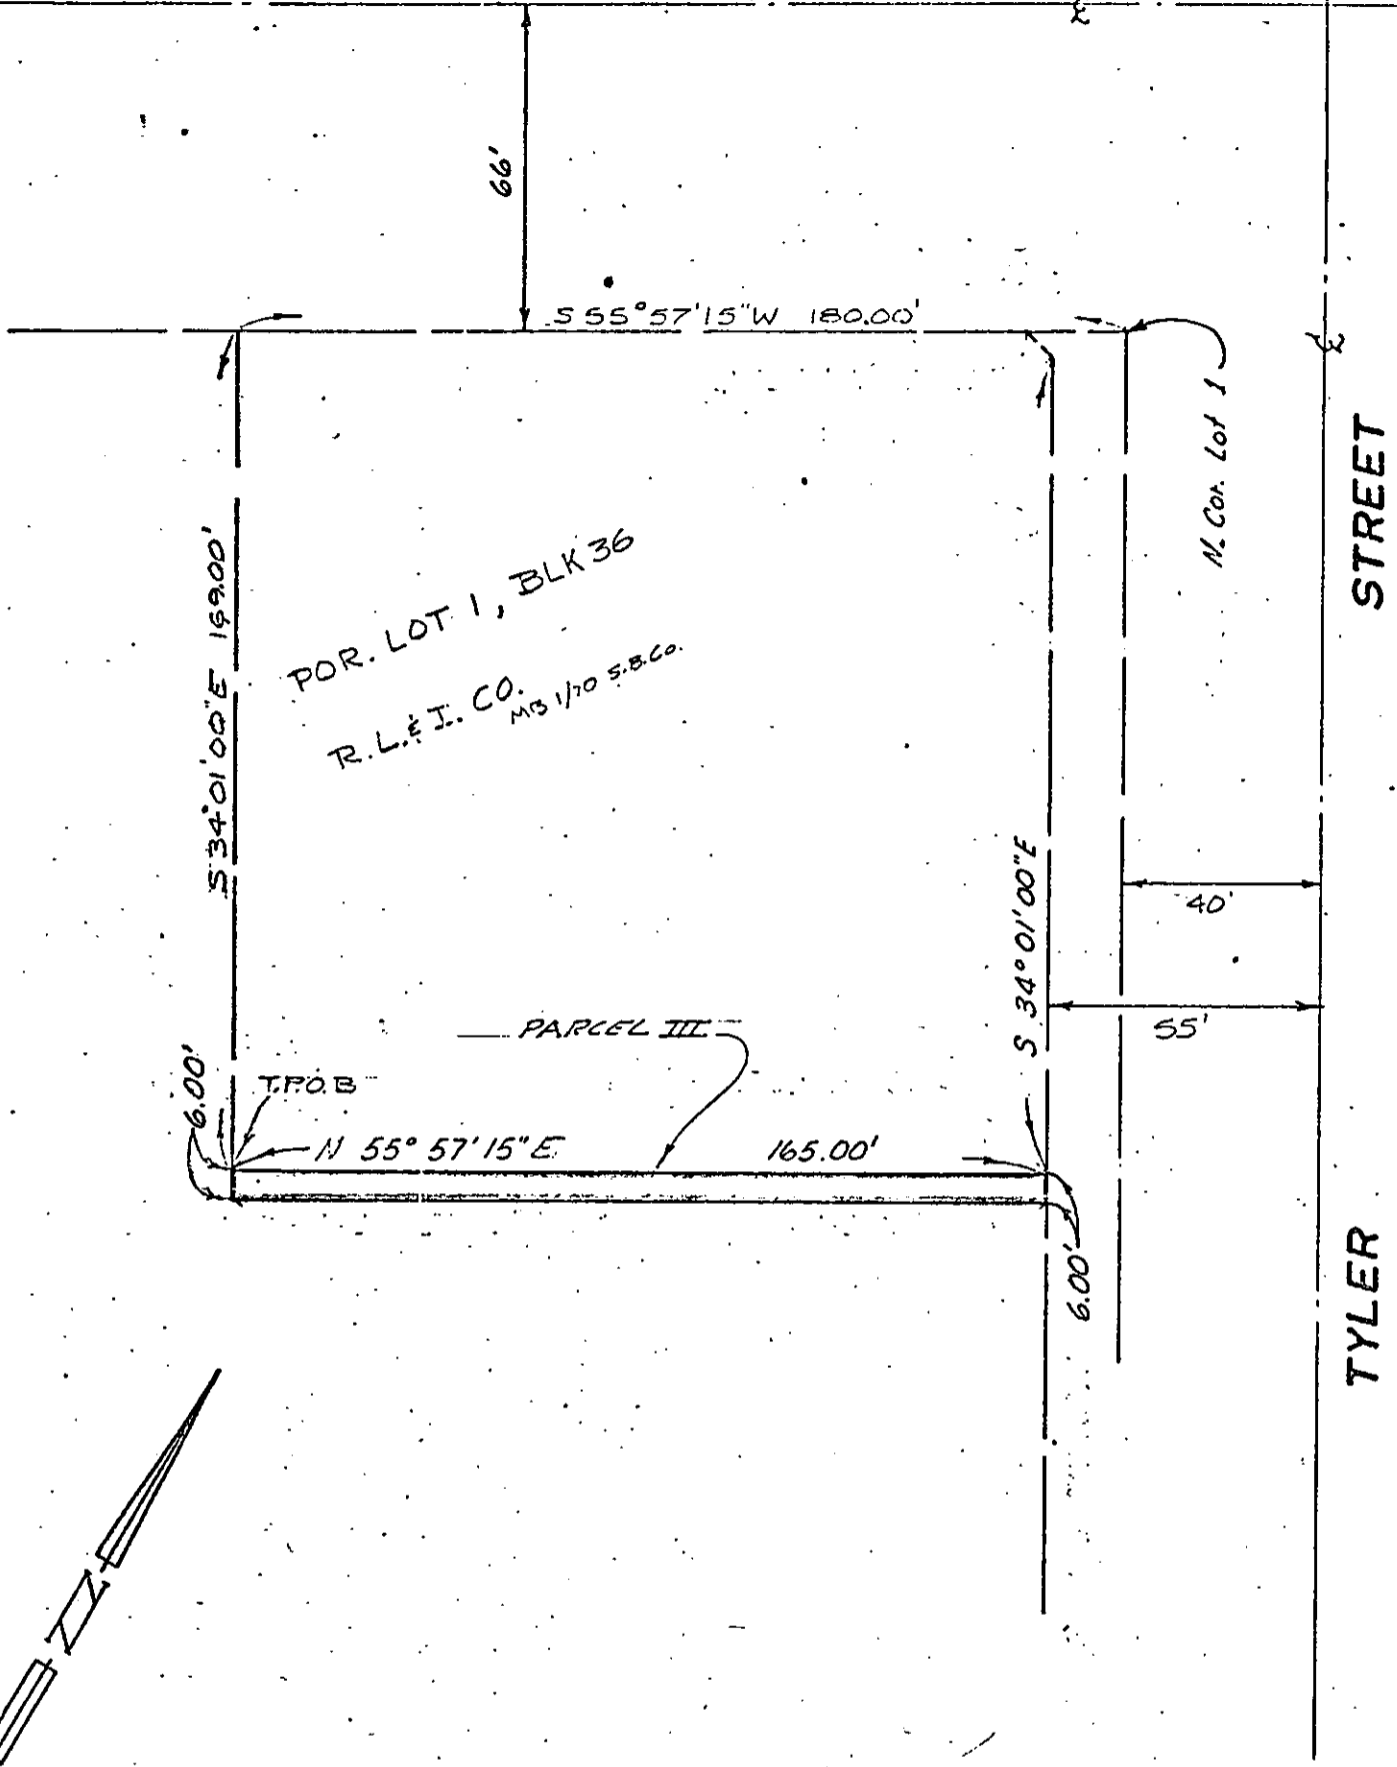 66'
S 55°57'15"W 180.00'
N. Cor. Lot 1
STREET
S 34°01'00"E 169.00'
POR. LOT 1, BLK 36
R. L. & I. CO.
MB 1/70 S.B.Co.
S 34°01'00"E
40'
55'
PARCEL III
6.00'
T.P.O.B
N 55°57'15"E 165.00'
6.00'
TYLER
N